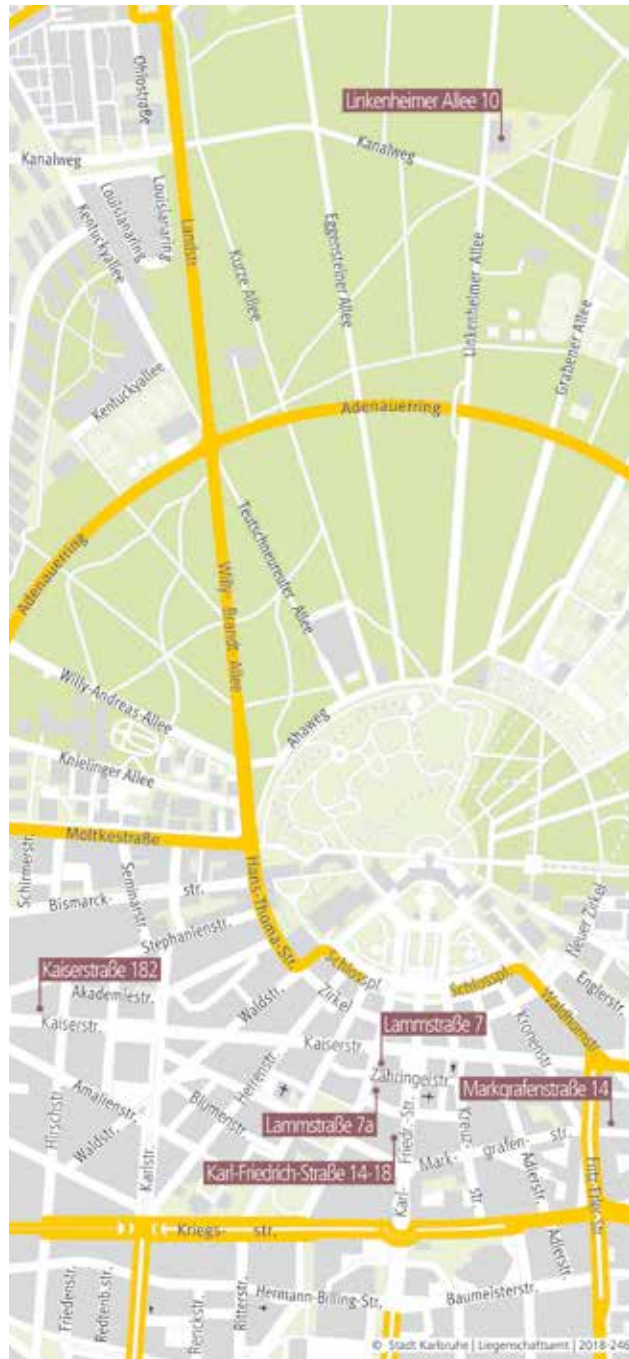 Ohiostraße
Linkenheimer Allee 10
Kanalweg
Kanalweg
Louisianaring
Louisianaring
Kentuckyallee
Landstr.
Kurze Allee
Eggensteiner Allee
Linkenheimer Allee
Grabener Allee
Kentuckyallee
Adenauerring
Adenauerring
Teutschneureuter Allee
Willy-Brandt-Allee
Willy-Andreas-Allee
Ahaweg
Knielinger Allee
Moltkestraße
Schirmerstr.
Bismarck- str.
Seminarstr.
Stephanienstr.
Hans-Thoma-Str.
Neuer Zirkel
Kaiserstraße 182
Akademiestr.
Schlosspl.
Schlosspl.
Englerstr.
Zirkel
Waldstr.
Waldhornstr.
Kaiserstr.
Kaiserstr.
Lammstraße 7
Kronenstr.
Zähringerstr.
Markgrafenstraße 14
Herrenstr.
Amalienstr.
Blumenstr.
Lammstraße 7a
Hirschstr.
Waldstr.
Karlstr.
Karl- Friedr.-Str.
Kreuz- str.
Mark- grafen- str.
Karl-Friedrich-Straße 14-18
Adlerstr.
Fritz-Erler-Str.
Kriegs- str.
Adlerstr.
Friedenstr.
Redtenb.str.
Renckstr.
Ritterstr.
Hermann-Billing-Str.
Baumeisterstr.
© Stadt Karlsruhe | Liegenschaftsamt | 2018-246